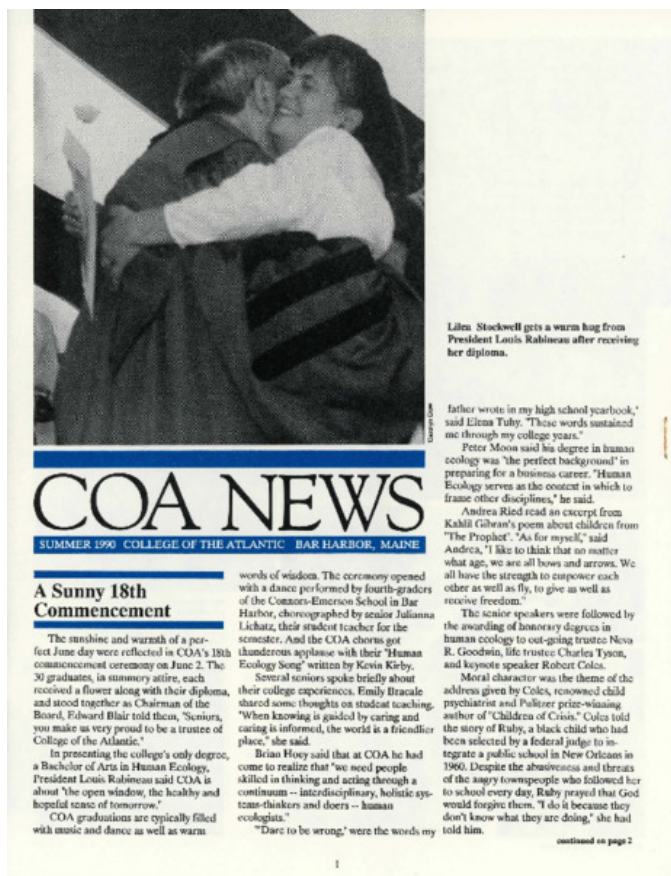 Stockwell gets a warm hug from
President Louis Rabineau after receiving
her diploma.
COA NEWS
SUMMER 1990 COLLEGE OF THE ATLANTIC BAR HARBOR, MAINE
A Sunny 18th
Commencement
The sunshine and warmth of a per-
fect June day were reflected in COA's 18th
commencement ceremony on June 2. The
30 graduates, in summery attire, each
received a flower along with their diploma,
and stood together as Chairman of the
Board, Edward Blair told them, "Seniors,
you make us very proud to be a trustee of
College of the Atlantic."
In presenting the college's only degree,
a Bachelor of Arts in Human Ecology,
President Louis Rabineau said COA is
about "the open window, the healthy and
hopeful sense of tomorrow."
COA graduations are typically filled
with music and dance as well as warm
words of wisdom. The ceremony opened
with a dance performed by fourth-graders
of the Connors-Emerson School in Bar
Harbor, choreographed by senior Julianna
Lichatz, their student teacher for the
semester. And the COA chorus got
thunderous applause with their "Human
Ecology Song" written by Kevin Kirby.
Several seniors spoke briefly about
their college experiences. Emily Bracale
shared some thoughts on student teaching.
"When knowing is guided by caring and
caring is informed, the world is a friendlier
place," she said.
Brian Hoey said that at COA he had
come to realize that "we need people
skilled in thinking and acting through a
continuum -- interdisciplinary, holistic sys-
tems-thinkers and doers -- human
ecologists."
"'Dare to be wrong,' were the words my
father wrote in my high school yearbook,"
said Elena Tuhy. "These words sustained
me through my college years."
Peter Moon said his degree in human
ecology was "the perfect background" in
preparing for a business career. "Human
Ecology serves as the context in which to
frame other disciplines," he said.
Andrea Ried read an excerpt from
Kahlil Gibran's poem about children from
"The Prophet". "As for myself," said
Andrea, "I like to think that no matter
what age, we are all bows and arrows. We
all have the strength to empower each
other as well as fly, to give as well as
receive freedom."
The senior speakers were followed by
the awarding of honorary degrees in
human ecology to out-going trustee Neva
R. Goodwin, life trustee Charles Tyson,
and keynote speaker Robert Coles.
Moral character was the theme of the
address given by Coles, renowned child
psychiatrist and Pulitzer prize-winning
author of "Children of Crisis." Coles told
the story of Ruby, a black child who had
been selected by a federal judge to in-
tegrate a public school in New Orleans in
1960. Despite the abusiveness and threats
of the angry townspeople who followed her
to school every day, Ruby prayed that God
would forgive them. "I do it because they
don't know what they are doing," she had
told him.
continued on page 2
1